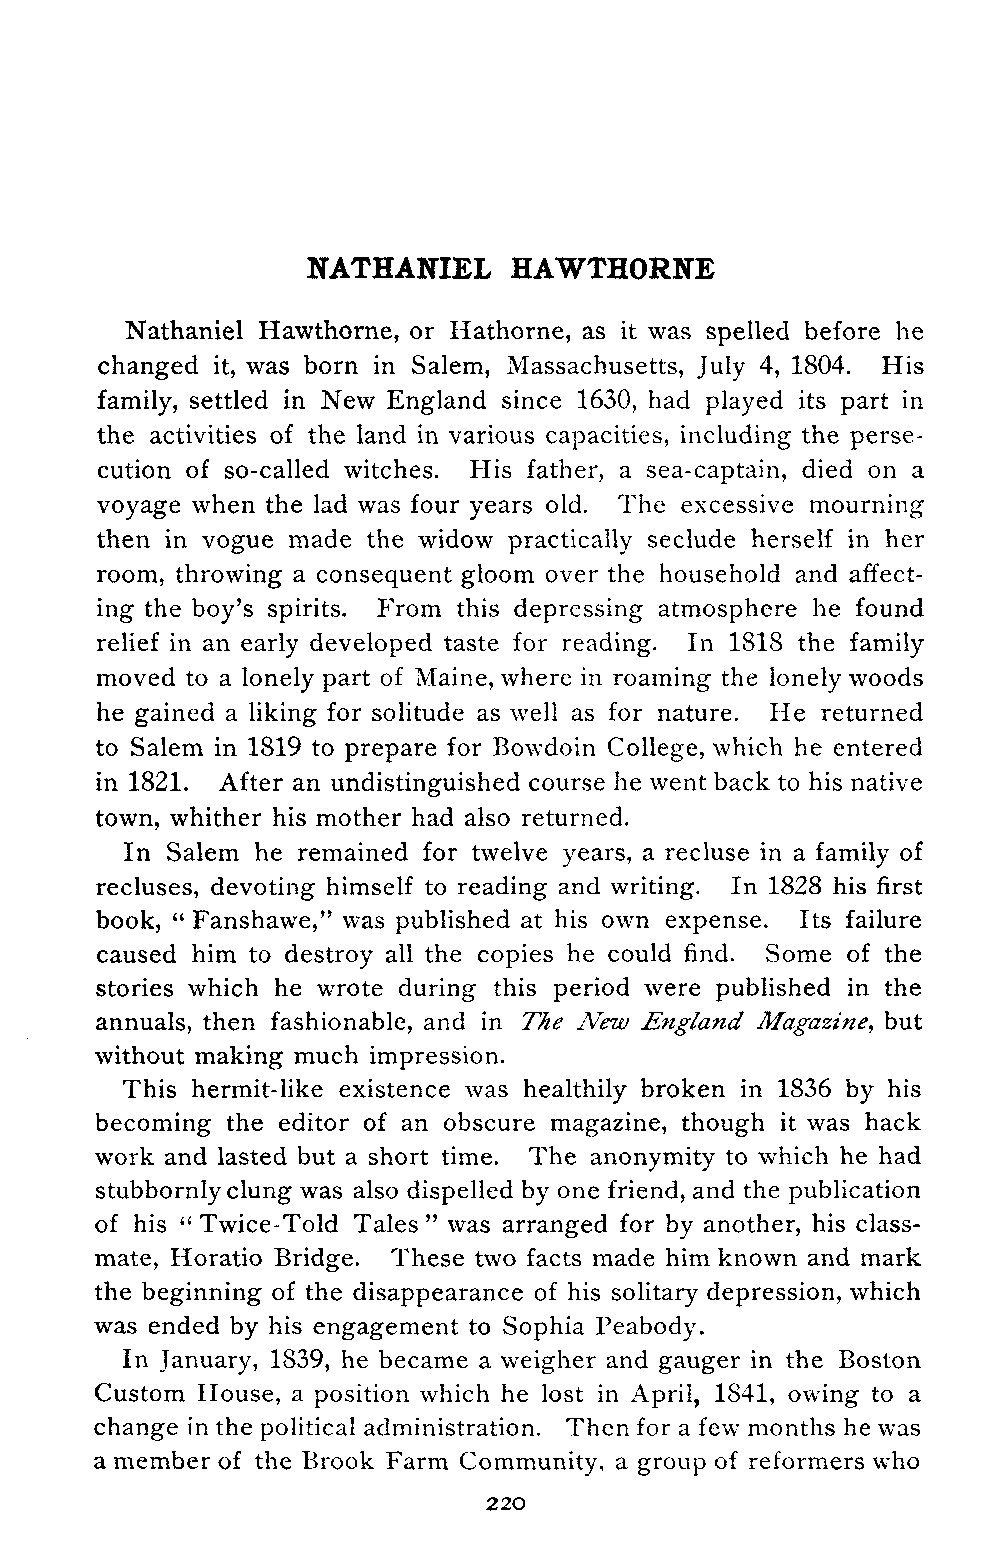 NATHANIEL HAWTHORNE
Nathaniel Hawthorne, or Hathorne, as it was spelled before he
changed it, was born in Salem, Massachusetts, July 4, 1804. His
family, settled in New England since 1630, had played its part in
the activities of the land in various capacities, including the perse-
cution of so-called witches. His father, a sea-captain, died on a
voyage when the lad was four years old. The excessive mourning
then in vogue made the widow practically seclude herself in her
room, throwing a consequent gloom over the household and affect-
ing the boy's spirits. From this depressing atmosphere he found
relief in an early developed taste for reading. In 1818 the family
moved to a lonely part of Maine, where in roaming the lonely woods
he gained a liking for solitude as well as for nature. He returned
to Salem in 1819 to prepare for Bowdoin College, which he entered
in 1821. After an undistinguished course he went back to his native
town, whither his mother had also returned.
In Salem he remained for twelve years, a recluse in a family of
recluses, devoting himself to reading and writing. In 1828 his first
book, "Fanshawe," was published at his own expense. Its failure
caused him to destroy all the copies he could find. Some of the
stories which he wrote during this period were published in the
annuals, then fashionable, and in The New England Magazine, but
without making much impression.
This hermit-like existence was healthily broken in 1836 by his
becoming the editor of an obscure magazine, though it was hack
work and lasted but a short time. The anonymity to which he had
stubbornly clung was also dispelled by one friend, and the publication
of his "Twice-Told Tales" was arranged for by another, his class-
mate, Horatio Bridge. These two facts made him known and mark
the beginning of the disappearance of his solitary depression, which
was ended by his engagement to Sophia Peabody.
In January, 1839, he became a weigher and gauger in the Boston
Custom House, a position which he lost in April, 1841, owing to a
change in the political administration. Then for a few months he was
a member of the Brook Farm Community, a group of reformers who
220